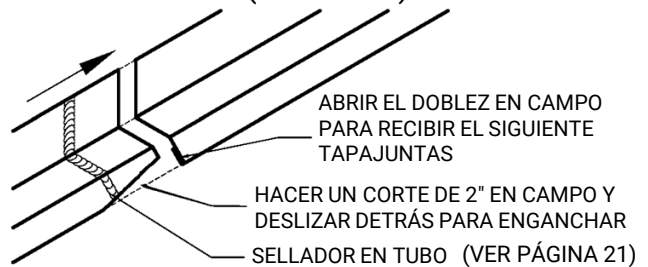 ABRIR EL DOBLEZ EN CAMPO
PARA RECIBIR EL SIGUIENTE
TAPAJUNTAS
HACER UN CORTE DE 2" EN CAMPO Y
DESLIZAR DETRÁS PARA ENGANCHAR
SELLADOR EN TUBO (VER PÁGINA 21)